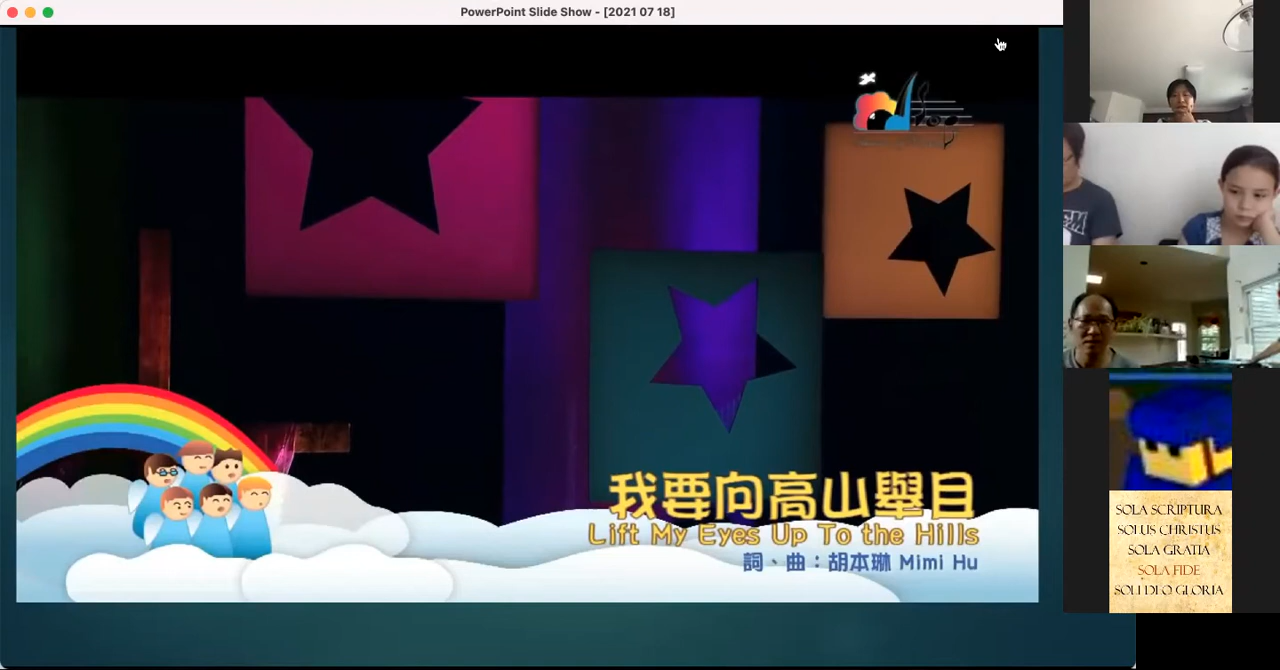 PowerPoint Slide Show - [2021 07 18]
我要向高山舉目
Lift My Eyes Up To the Hills
詞、曲：胡本琳 Mimi Hu
SOLA SCRIPTURA
SOLUS CHRISTUS
SOLA GRATIA
SOLA FIDE
SOLI DEO GLORIA